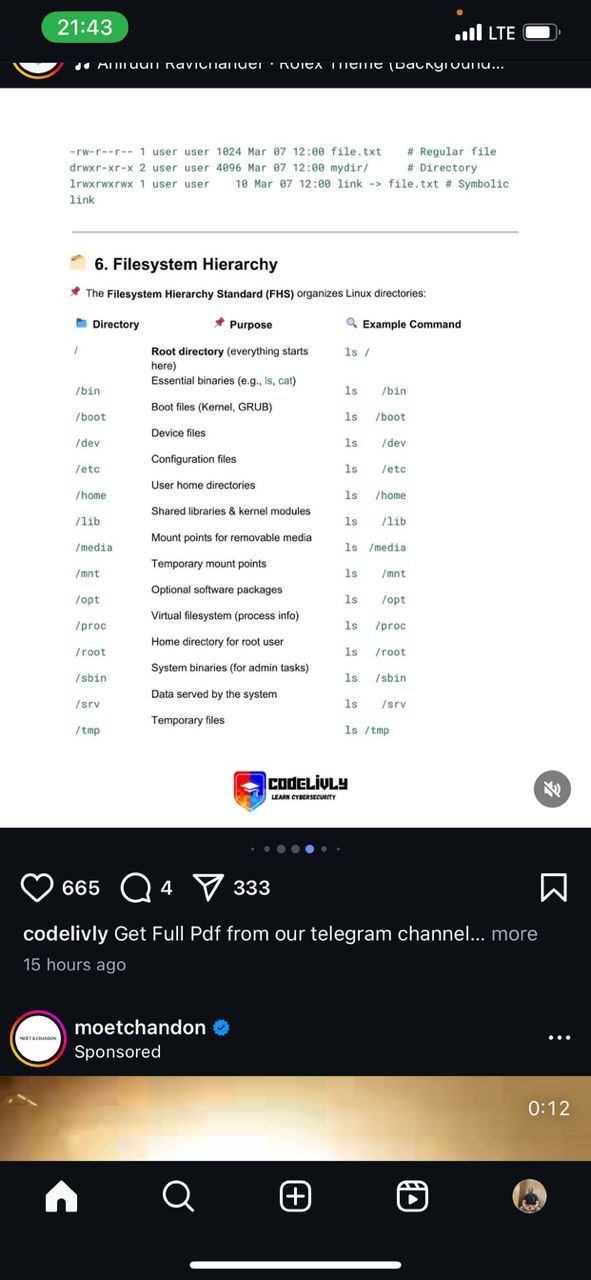 21:43
LTE
Anirudh Ravichander · Rolex Theme (Background...
-rw-r--r-- 1 user user 1024 Mar 07 12:00 file.txt # Regular file
drwxr-xr-x 2 user user 4096 Mar 07 12:00 mydir/ # Directory
lrwxrwxrwx 1 user user 10 Mar 07 12:00 link -> file.txt # Symbolic
link
6. Filesystem Hierarchy
The Filesystem Hierarchy Standard (FHS) organizes Linux directories:
Directory Purpose Example Command
/ Root directory (everything starts ls /
here)
Essential binaries (e.g., ls, cat)
/bin ls /bin
Boot files (Kernel, GRUB)
/boot ls /boot
Device files
/dev ls /dev
Configuration files
/etc ls /etc
User home directories
/home ls /home
Shared libraries & kernel modules
/lib ls /lib
Mount points for removable media
/media ls /media
Temporary mount points
/mnt ls /mnt
Optional software packages
/opt ls /opt
Virtual filesystem (process info)
/proc ls /proc
Home directory for root user
/root ls /root
System binaries (for admin tasks)
/sbin ls /sbin
Data served by the system
/srv ls /srv
Temporary files
/tmp ls /tmp
CODELIVLY
LEARN CYBERSECURITY
665 4 333
codelivly Get Full Pdf from our telegram channel... more
15 hours ago
MOËT & CHANDON
moetchandon
Sponsored
0:12